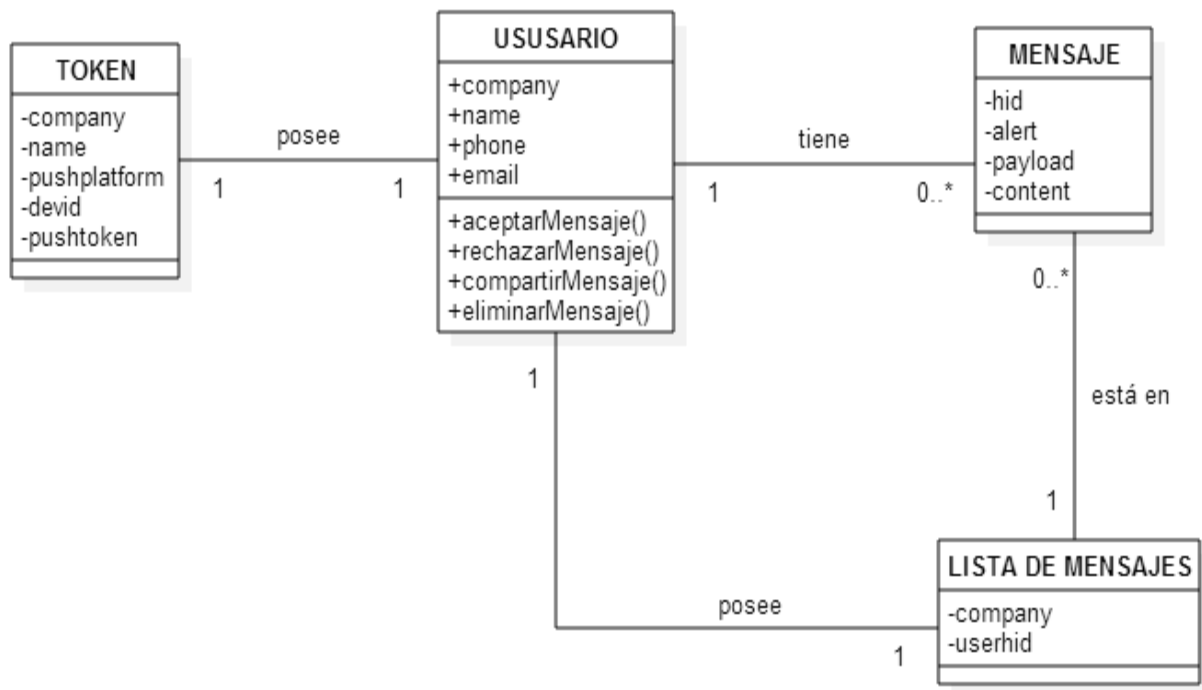 TOKEN
-company
-name
-pushplatform
-devid
-pushtoken
posee
1
1
USUSARIO
+company
+name
+phone
+email
+aceptarMensaje()
+rechazarMensaje()
+compartirMensaje()
+eliminarMensaje()
tiene
1
0..*
MENSAJE
-hid
-alert
-payload
-content
0..*
está en
1
1
posee
1
LISTA DE MENSAJES
-company
-userhid